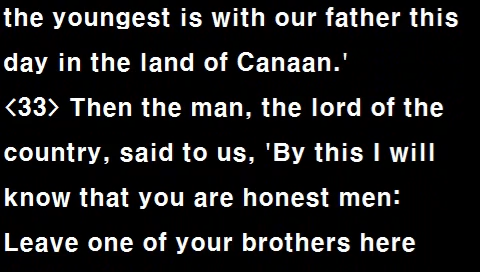 the youngest is with our father this
day in the land of Canaan.'
<33> Then the man, the lord of the
country, said to us, 'By this I will
know that you are honest men:
Leave one of your brothers here